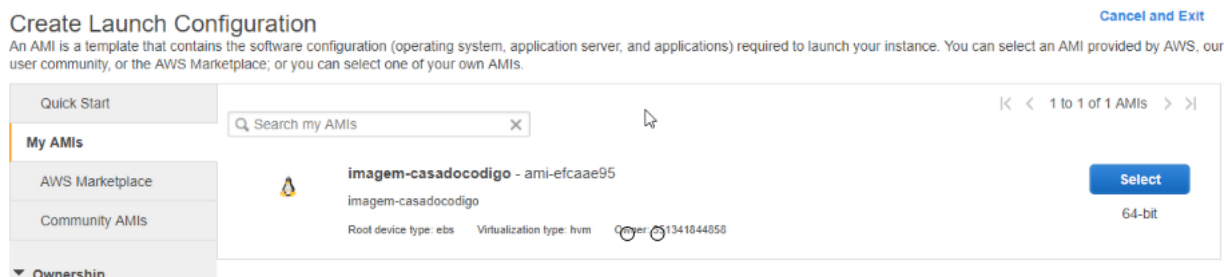 Create Launch Configuration
Cancel and Exit
An AMI is a template that contains the software configuration (operating system, application server, and applications) required to launch your instance. You can select an AMI provided by AWS, our
user community, or the AWS Marketplace; or you can select one of your own AMIs.
Quick Start
1 to 1 of 1 AMIs
Search my AMIs
My AMIs
imagem-casadocodigo - ami-efcaae95
Select
AWS Marketplace
imagem-casadocodigo
64-bit
Community AMIs
Root device type: ebs Virtualization type: hvm Owner: 351341844858
Ownership